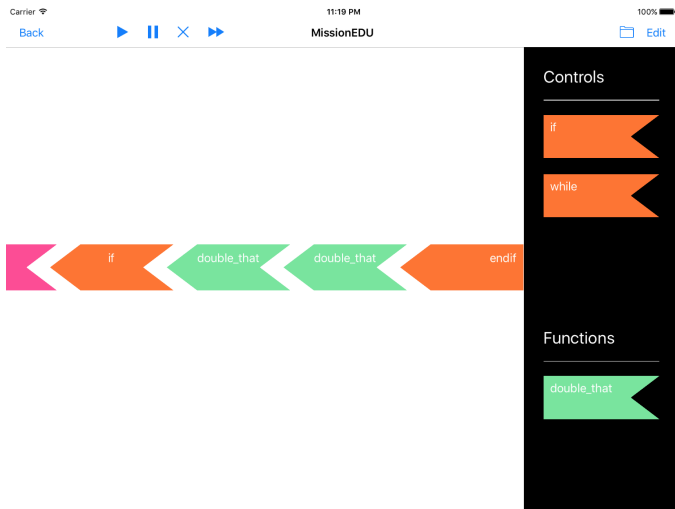 Carrier 11:19 PM 100%
Back MissionEDU Edit
Controls
if
while
if double_that double_that endif
Functions
double_that